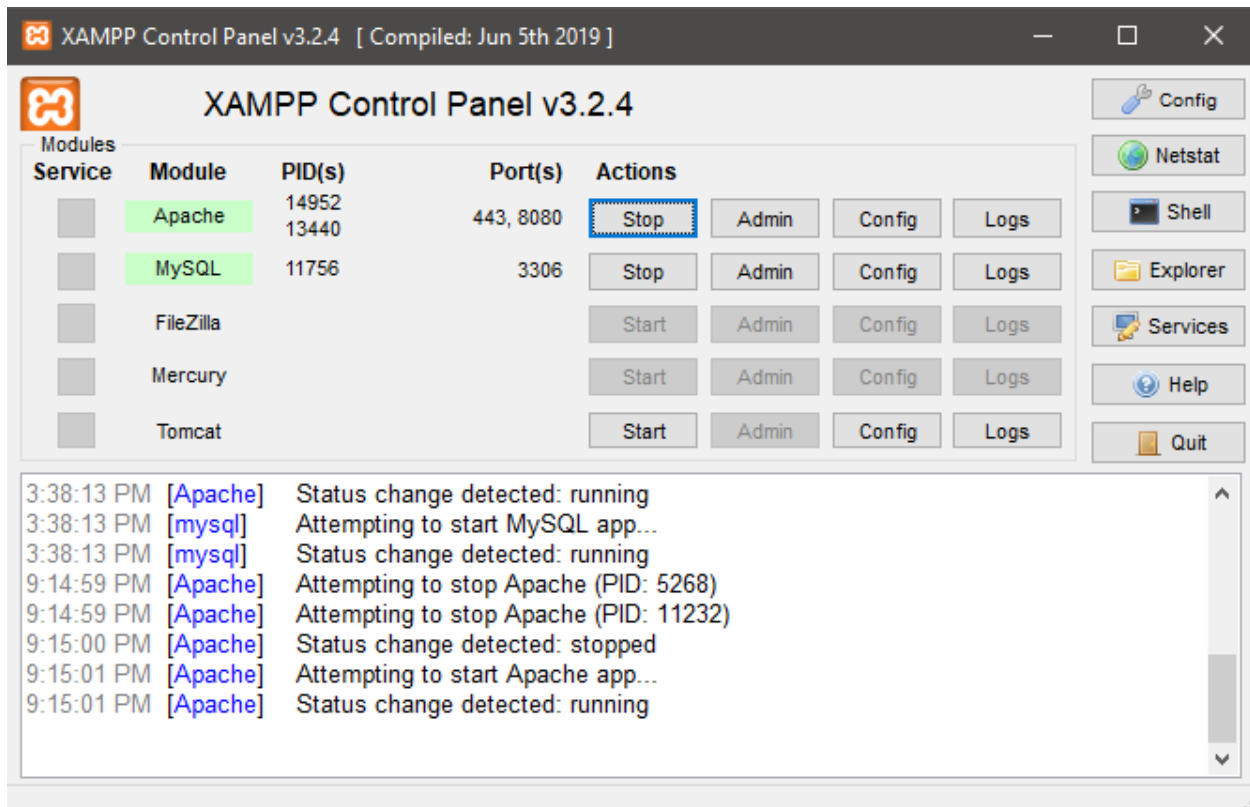 XAMPP Control Panel v3.2.4 [ Compiled: Jun 5th 2019 ]
XAMPP Control Panel v3.2.4
Config
Modules
Service Module PID(s) Port(s) Actions
Netstat
Apache 14952 13440 443, 8080 Stop Admin Config Logs
Shell
MySQL 11756 3306 Stop Admin Config Logs
Explorer
FileZilla Start Admin Config Logs
Services
Mercury Start Admin Config Logs
Help
Tomcat Start Admin Config Logs
Quit
3:38:13 PM [Apache] Status change detected: running
3:38:13 PM [mysql] Attempting to start MySQL app...
3:38:13 PM [mysql] Status change detected: running
9:14:59 PM [Apache] Attempting to stop Apache (PID: 5268)
9:14:59 PM [Apache] Attempting to stop Apache (PID: 11232)
9:15:00 PM [Apache] Status change detected: stopped
9:15:01 PM [Apache] Attempting to start Apache app...
9:15:01 PM [Apache] Status change detected: running